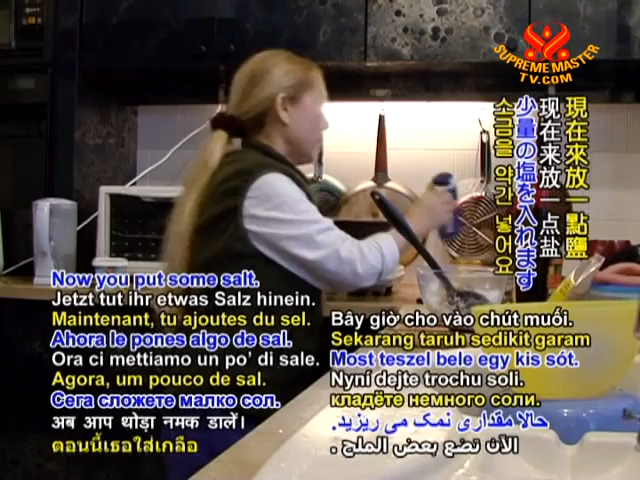 SUPREME MASTER
TV.COM
現在來放一點鹽
现在来放一点盐
少量の塩を入れます
소금을 약간 넣어요
Now you put some salt.
Jetzt tut ihr etwas Salz hinein.
Maintenant, tu ajoutes du sel.
Ahora le pones algo de sal.
Ora ci mettiamo un po' di sale.
Agora, um pouco de sal.
Сега сложете малко сол.
अब आप थोड़ा नमक डालें।
ตอนนี้เธอใส่เกลือ
Bây giờ cho vào chút muối.
Sekarang taruh sedikit garam
Most teszel bele egy kis sót.
Nyní dejte trochu soli.
кладёте немного соли.
حالا مقداری نمک می ریزید.
الآن تضع بعض الملح .